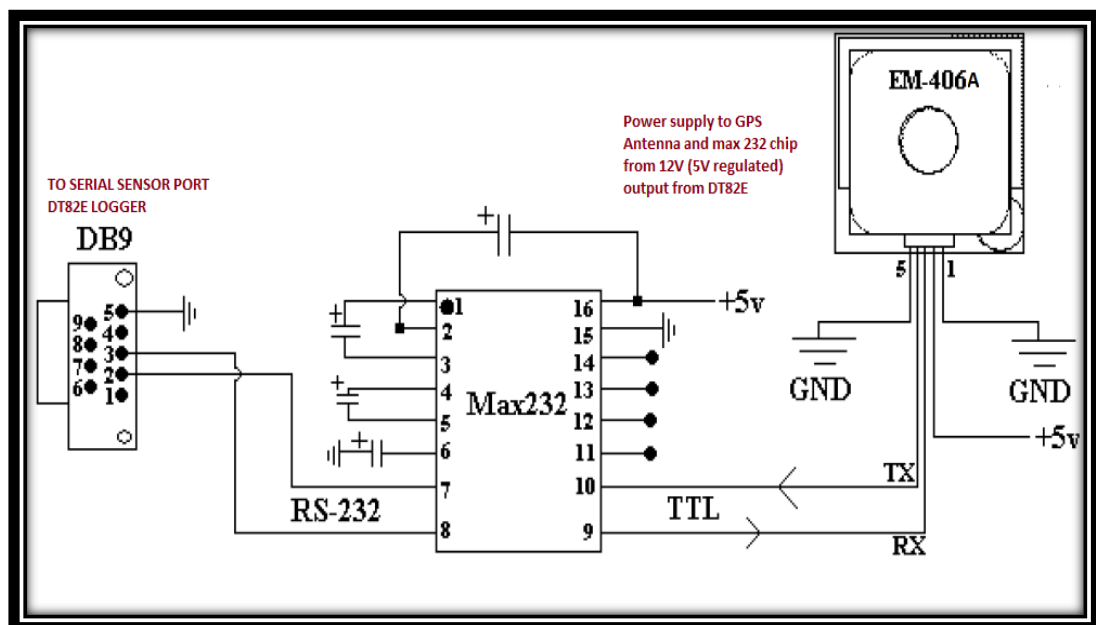 EM-406A
Power supply to GPS
Antenna and max 232 chip
from 12V (5V regulated)
output from DT82E
TO SERIAL SENSOR PORT
DT82E LOGGER
DB9
5
9
4
8
3
7
2
6
1
+
+
+
+
1
2
3
4
5
6
7
8
Max232
16
15
14
13
12
11
10
9
+5v
5
1
GND
GND
+5v
TX
RX
TTL
RS-232